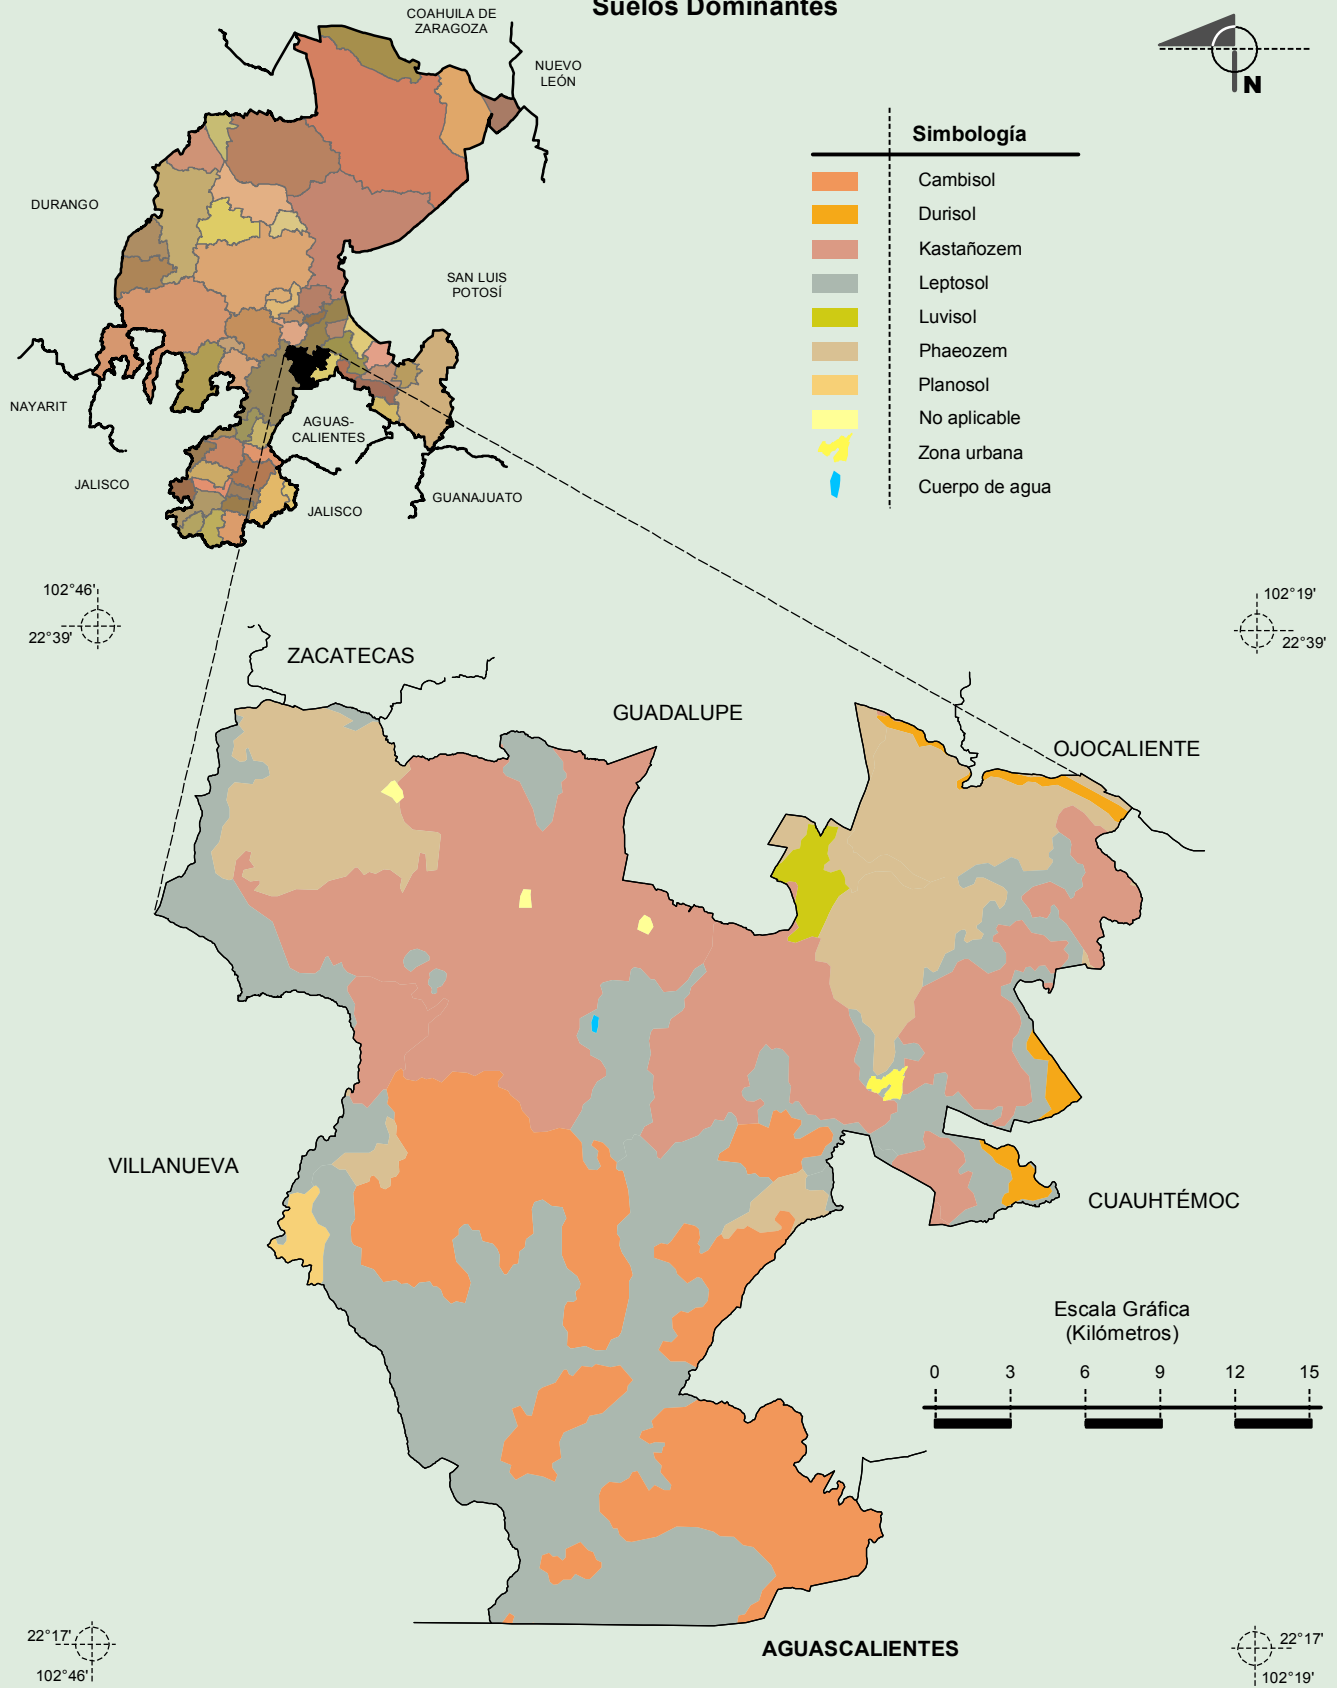 Suelos Dominantes
COAHUILA DE
ZARAGOZA
NUEVO
LEÓN
DURANGO
SAN LUIS
POTOSÍ
NAYARIT
AGUAS-
CALIENTES
JALISCO
JALISCO
GUANAJUATO
N
Simbología
Cambisol
Durisol
Kastañozem
Leptosol
Luvisol
Phaeozem
Planosol
No aplicable
Zona urbana
Cuerpo de agua
102°46'
22°39'
102°19'
22°39'
ZACATECAS
GUADALUPE
OJOCALIENTE
VILLANUEVA
CUAUHTÉMOC
Escala Gráfica
(Kilómetros)
0 3 6 9 12 15
AGUASCALIENTES
22°17'
102°46'
22°17'
102°19'